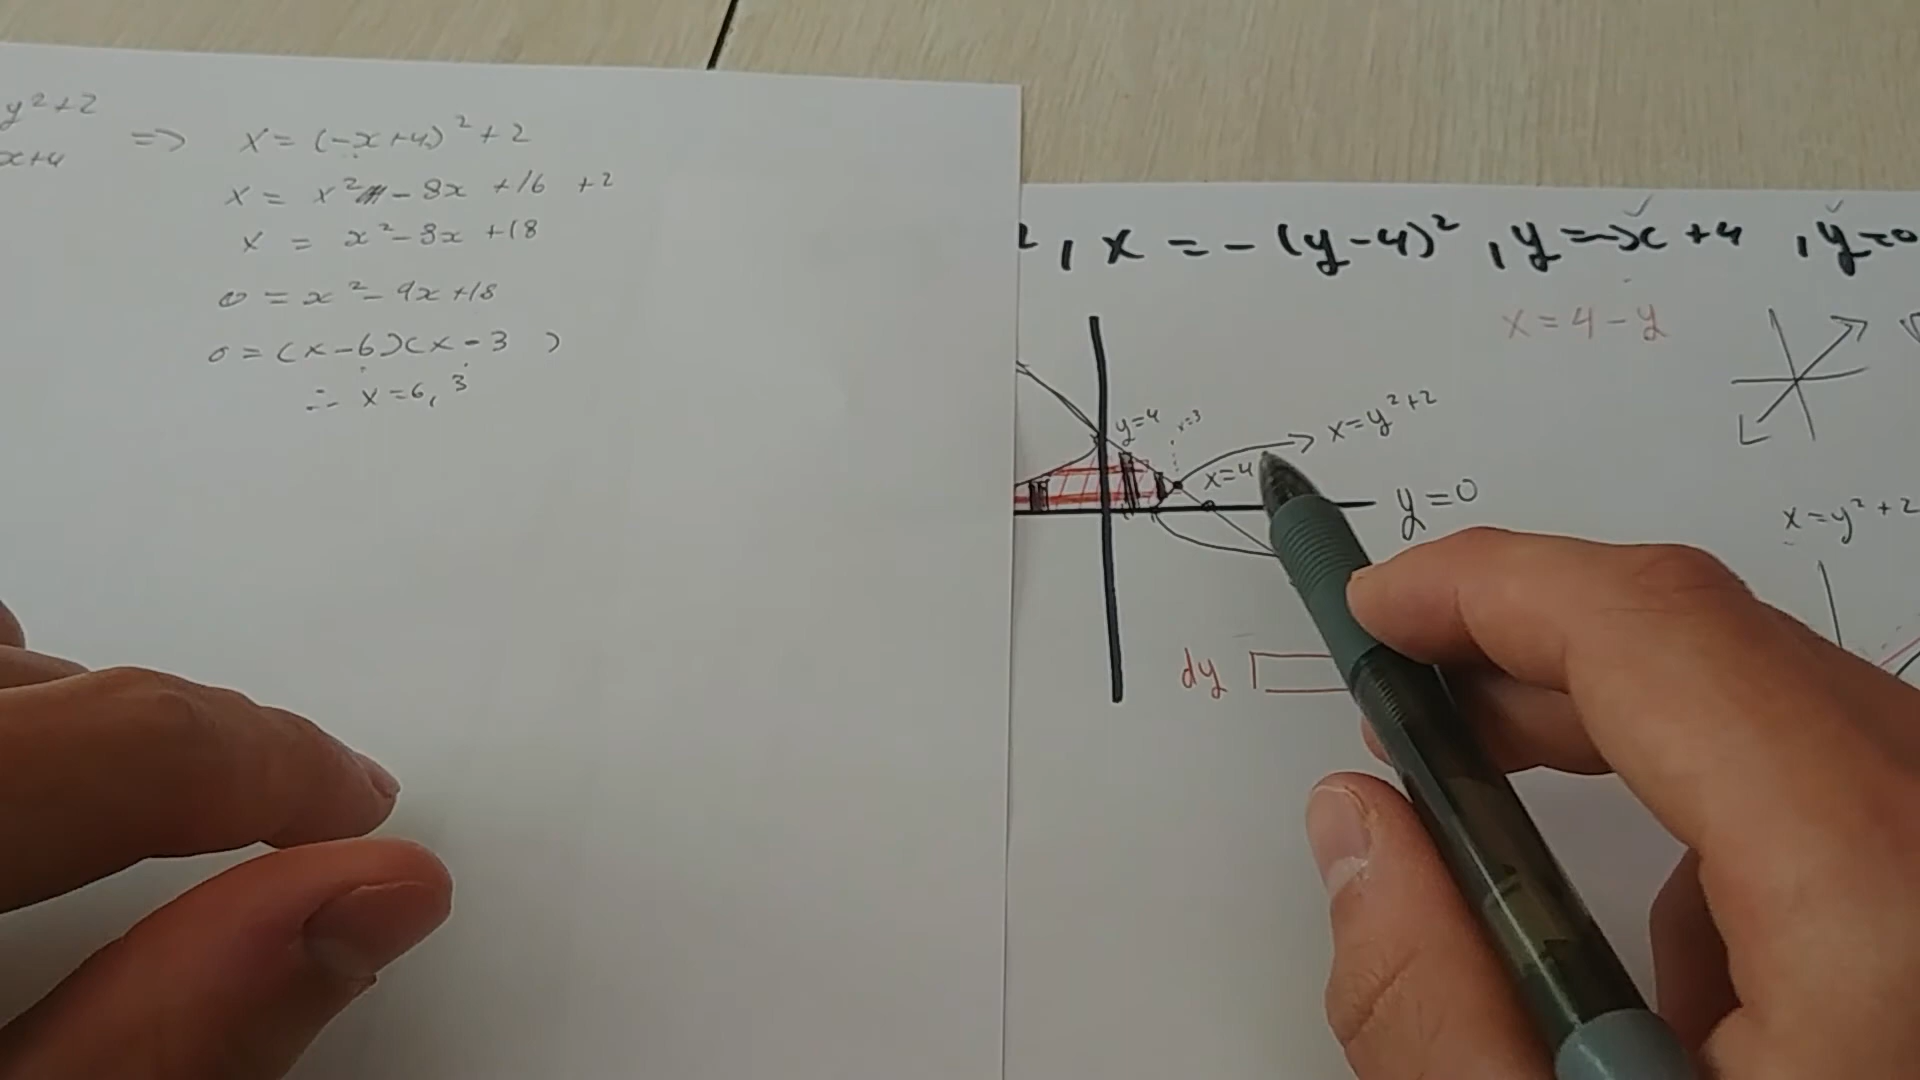 y²+2
x+4
=> x = (-x+4)² + 2
x = x² - 8x + 16 + 2
x = x² - 8x + 18
0 = x² - 9x + 18
0 = (x-6)(x-3)
∴ x = 6, 3
², x = -(y-4)², y = -x + 4, y = 0
x = 4 - y
y=4
x=3
x = y² + 2
x=4
y = 0
x = y² + 2
dy